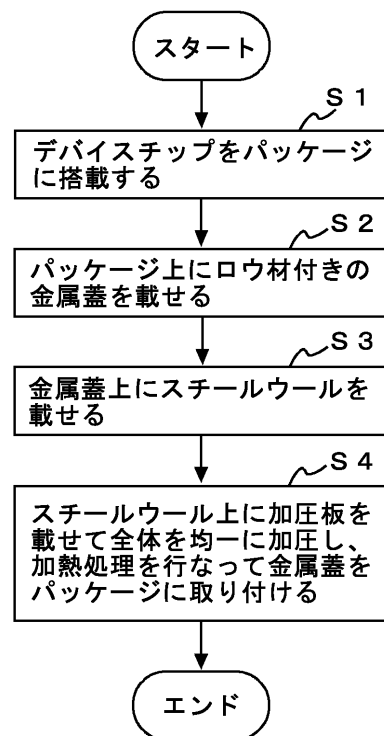 スタート
S1
デバイスチップをパッケージ
に搭載する
S2
パッケージ上にロウ材付きの
金属蓋を載せる
S3
金属蓋上にスチールウールを
載せる
S4
スチールウール上に加圧板を
載せて全体を均一に加圧し、
加熱処理を行なって金属蓋を
パッケージに取り付ける
エンド